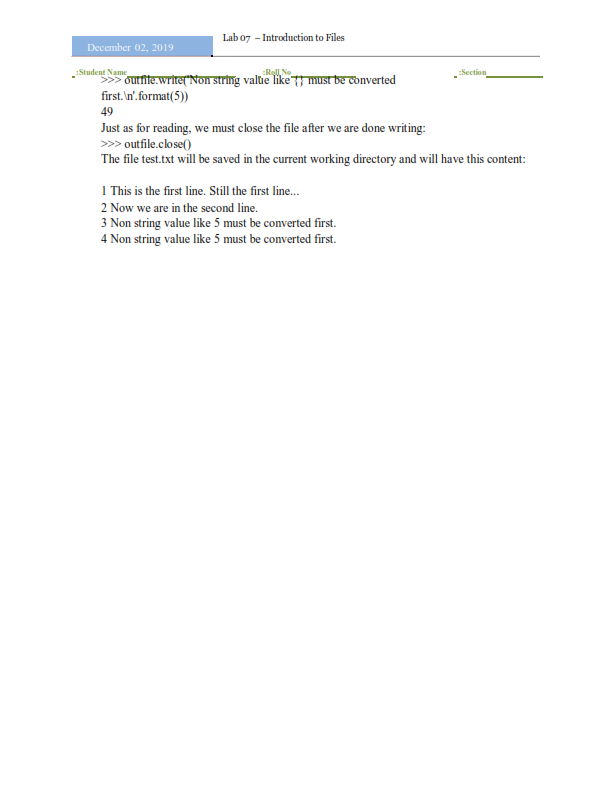 Lab 07 – Introduction to Files
December 02, 2019
:Student Name :Roll No :Section
>>> outfile.write('Non string value like {} must be converted
first.\n'.format(5))
49
Just as for reading, we must close the file after we are done writing:
>>> outfile.close()
The file test.txt will be saved in the current working directory and will have this content:
1 This is the first line. Still the first line...
2 Now we are in the second line.
3 Non string value like 5 must be converted first.
4 Non string value like 5 must be converted first.